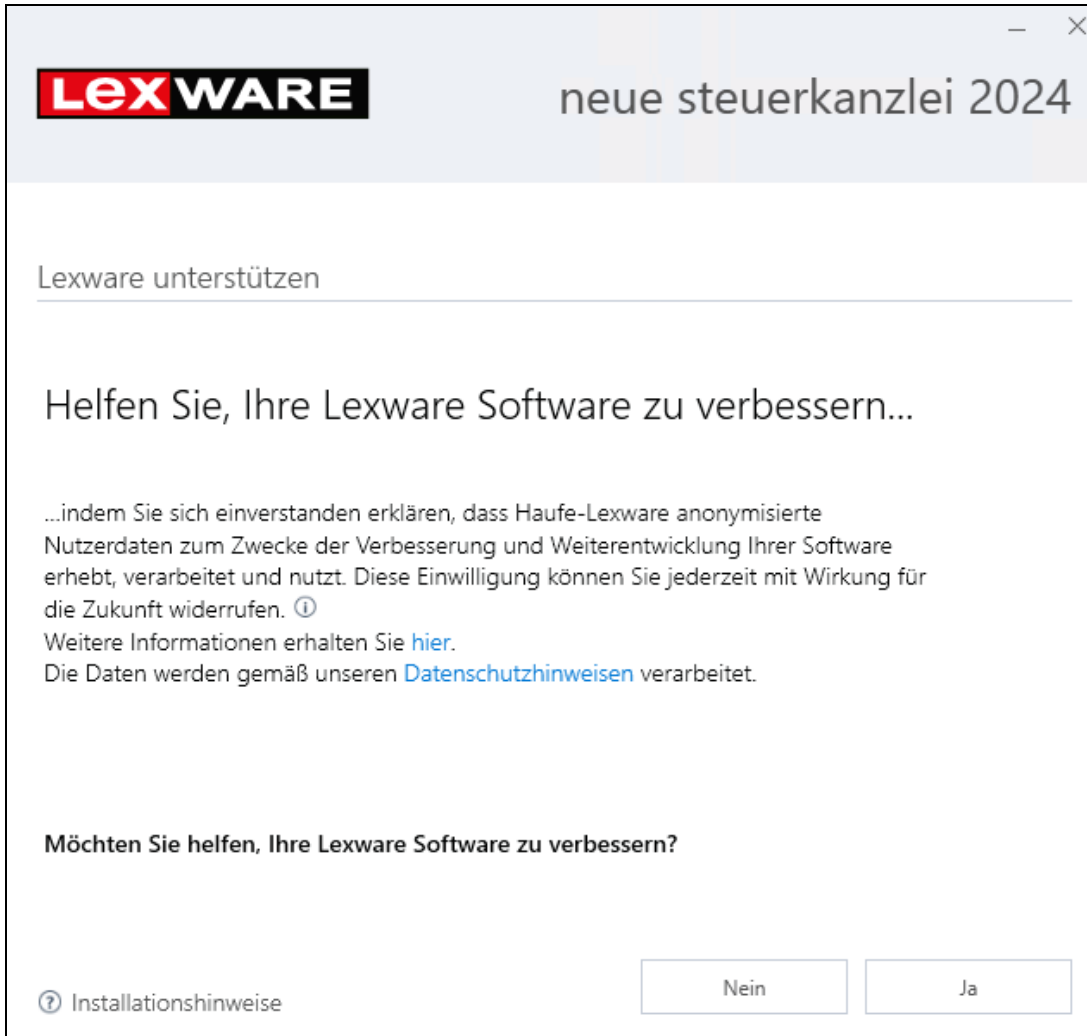 LEXWARE
neue steuerkanzlei 2024
Lexware unterstützen
Helfen Sie, Ihre Lexware Software zu verbessern...
...indem Sie sich einverstanden erklären, dass Haufe-Lexware anonymisierte
Nutzerdaten zum Zwecke der Verbesserung und Weiterentwicklung Ihrer Software
erhebt, verarbeitet und nutzt. Diese Einwilligung können Sie jederzeit mit Wirkung für
die Zukunft widerrufen.
Weitere Informationen erhalten Sie hier.
Die Daten werden gemäß unseren Datenschutzhinweisen verarbeitet.
Möchten Sie helfen, Ihre Lexware Software zu verbessern?
Installationshinweise
Nein
Ja